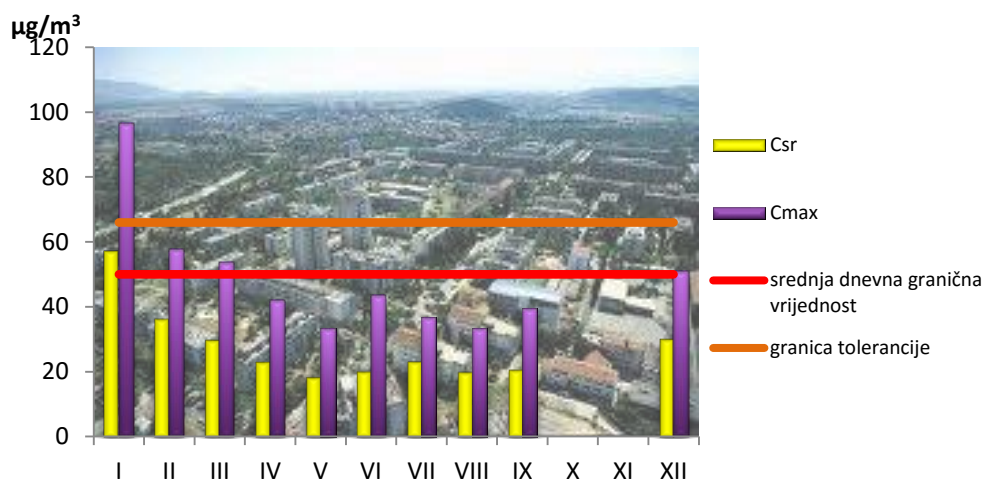 µg/m³
120
100
80
60
40
20
0
I II III IV V VI VII VIII IX X XI XII
Csr
Cmax
srednja dnevna granična
vrijednost
granica tolerancije